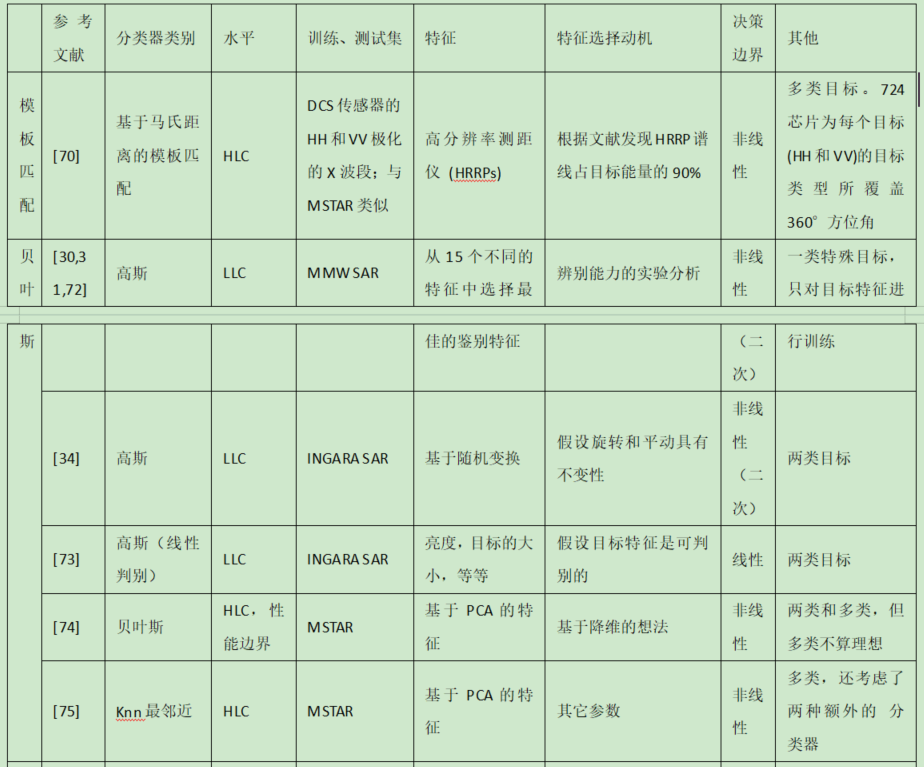 参 考
文献
分类器类别
水平
训练、测试集
特征
特征选择动机
决策
边界
其他
模
板
匹
配
[70]
基于马氏距
离的模板匹
配
HLC
DCS 传感器的
HH 和 VV 极化
的 X 波段；与
MSTAR 类似
高分辨率测距
仪 (HRRPs)
根据文献发现 HRRP 谱
线占目标能量的 90%
非线
性
多类目标。724
芯片为每个目标
(HH 和 VV)的目标
类型所覆盖
360° 方位角
贝
叶
[30,3
1,72]
高斯
LLC
MMW SAR
从 15 个不同的
特征中选择最
辨别能力的实验分析
非线
性
一类特殊目标，
只对目标特征进
斯
佳的鉴别特征
（二
次）
行训练
[34]
高斯
LLC
INGARA SAR
基于随机变换
假设旋转和平动具有
不变性
非线
性
（二
次）
两类目标
[73]
高斯（线性
判别）
LLC
INGARA SAR
亮度，目标的大
小，等等
假设目标特征是可判
别的
线性
两类目标
[74]
贝叶斯
HLC，性
能边界
MSTAR
基于 PCA 的特
征
基于降维的想法
非线
性
两类和多类，但
多类不算理想
[75]
Knn 最邻近
HLC
MSTAR
基于 PCA 的特
征
其它参数
非线
性
多类，还考虑了
两种额外的 分
类器